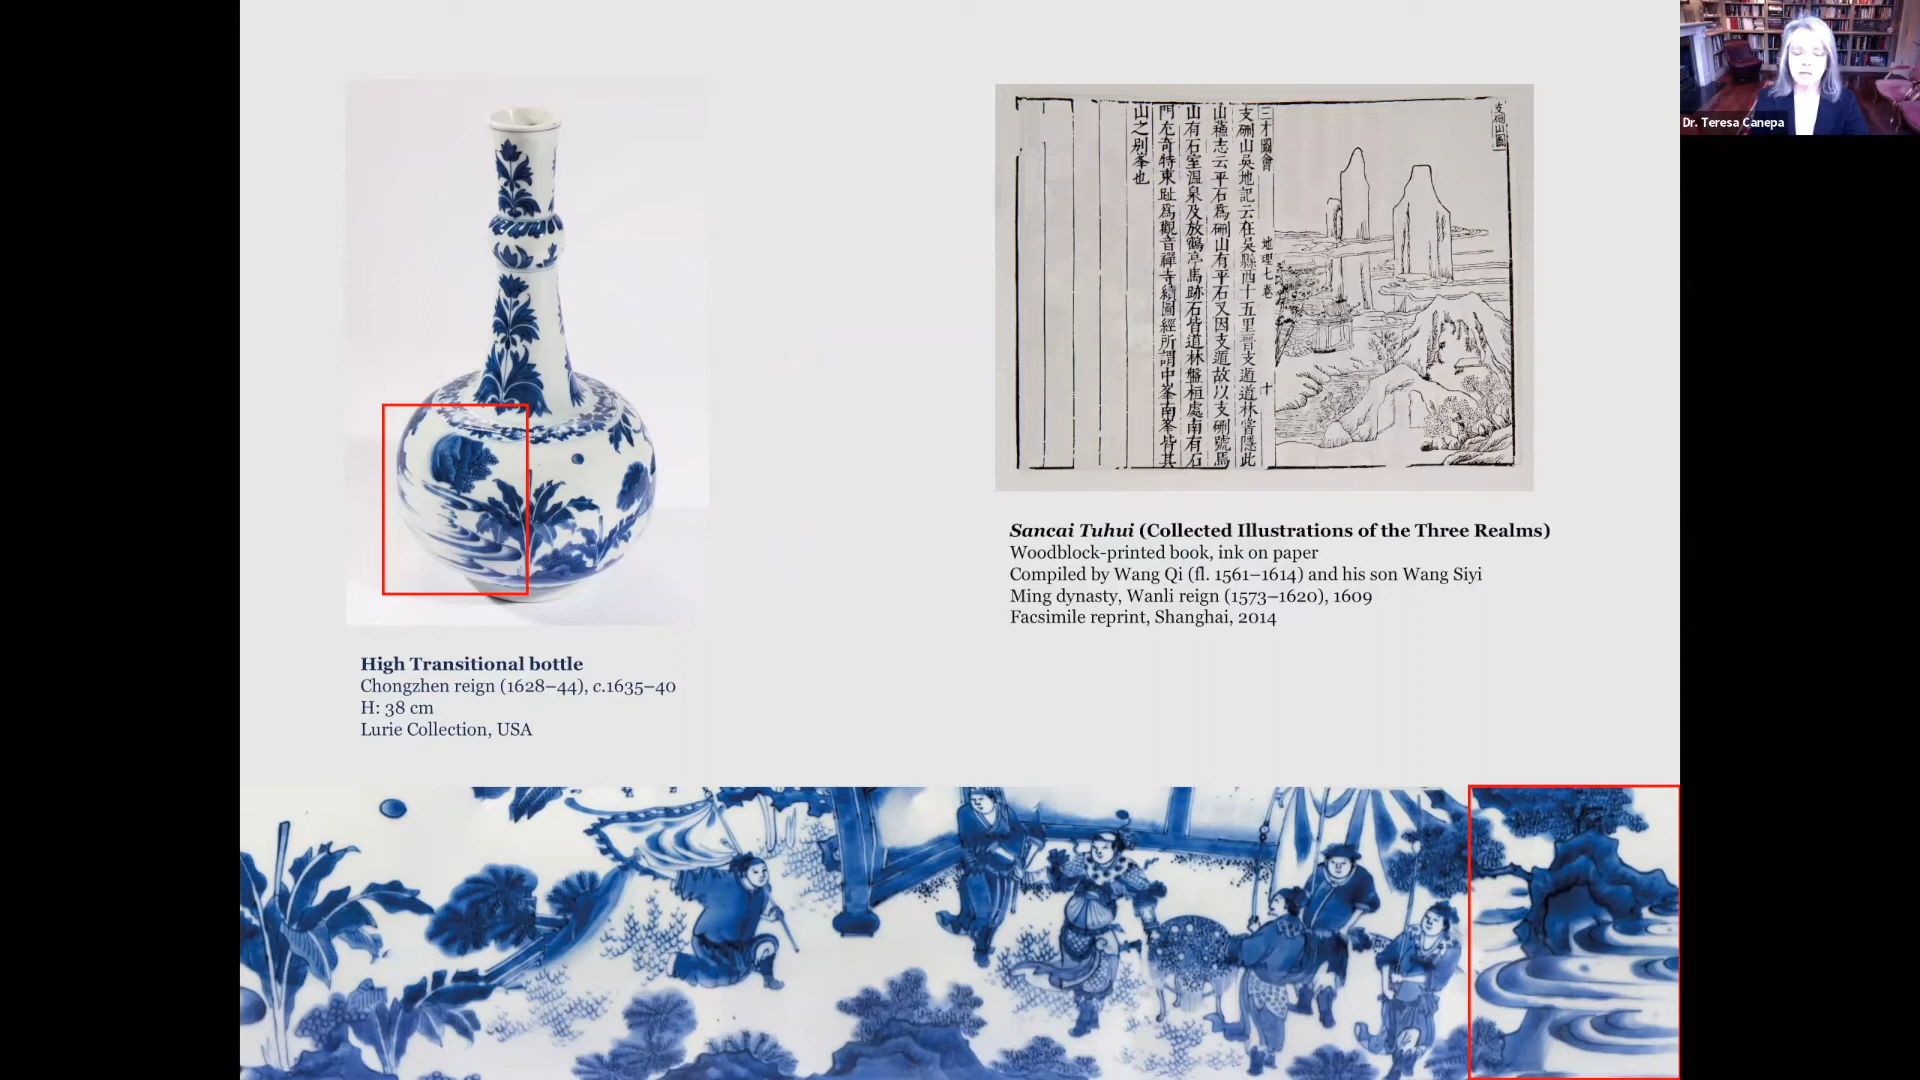 Dr. Teresa Canepa
支硎山圖
三才圖會 地理七卷 十
支硎山吳地記云在吳縣西十五里晋支遁道林嘗隱此
山蘊志云平石爲硎山有平石又因支遁故以支硎號焉
山有石室温泉及放鶴亭馬跡石皆道林盤桓處南有石
門左奇特東趾爲觀音禪寺續圖經所謂中峯南峯皆其
山之别峯也
Sancai Tuhui (Collected Illustrations of the Three Realms)
Woodblock-printed book, ink on paper
Compiled by Wang Qi (fl. 1561–1614) and his son Wang Siyi
Ming dynasty, Wanli reign (1573–1620), 1609
Facsimile reprint, Shanghai, 2014
High Transitional bottle
Chongzhen reign (1628–44), c.1635–40
H: 38 cm
Lurie Collection, USA